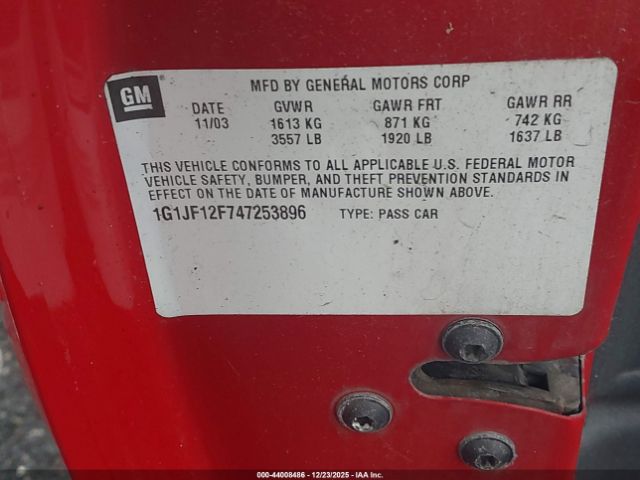 GM
MFD BY GENERAL MOTORS CORP
DATE GVWR GAWR FRT GAWR RR
11/03 1613 KG 871 KG 742 KG
3557 LB 1920 LB 1637 LB
THIS VEHICLE CONFORMS TO ALL APPLICABLE U.S. FEDERAL MOTOR
VEHICLE SAFETY, BUMPER, AND THEFT PREVENTION STANDARDS IN
EFFECT ON THE DATE OF MANUFACTURE SHOWN ABOVE.
1G1JF12F747253896 TYPE: PASS CAR
000-44008486 - 12/23/2025 - IAA Inc.